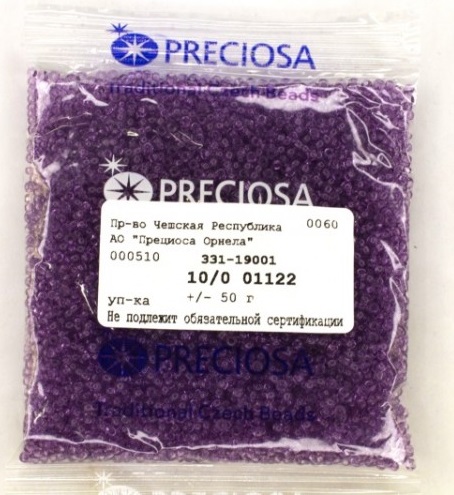 PRECIOSA
Traditional Czech Beads
PRECIOSA
Пр-во Чешская Республика 0060
АО "Прециоса Орнела"
000510 331-19001
10/0 01122
уп-ка +/- 50 г
Не подлежит обязательной сертификации
PRECIOSA
Traditional Czech Beads